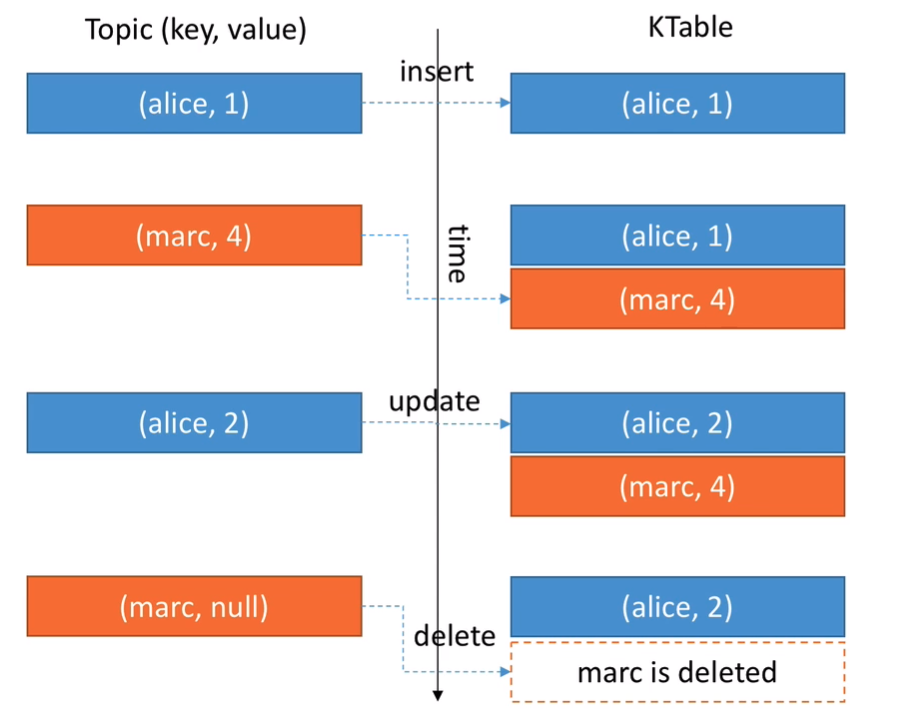 Topic (key, value)
KTable
insert
(alice, 1)
(alice, 1)
(marc, 4)
time
(alice, 1)
(marc, 4)
update
(alice, 2)
(alice, 2)
(marc, 4)
(marc, null)
(alice, 2)
delete
marc is deleted